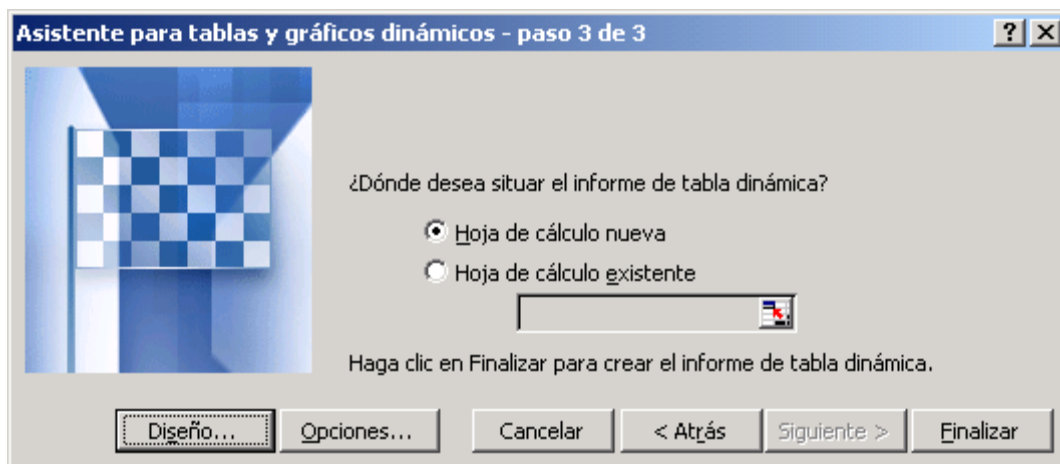 Asistente para tablas y gráficos dinámicos - paso 3 de 3
¿Dónde desea situar el informe de tabla dinámica?
Hoja de cálculo nueva
Hoja de cálculo existente
Haga clic en Finalizar para crear el informe de tabla dinámica.
Diseño... Opciones... Cancelar < Atrás Siguiente > Finalizar